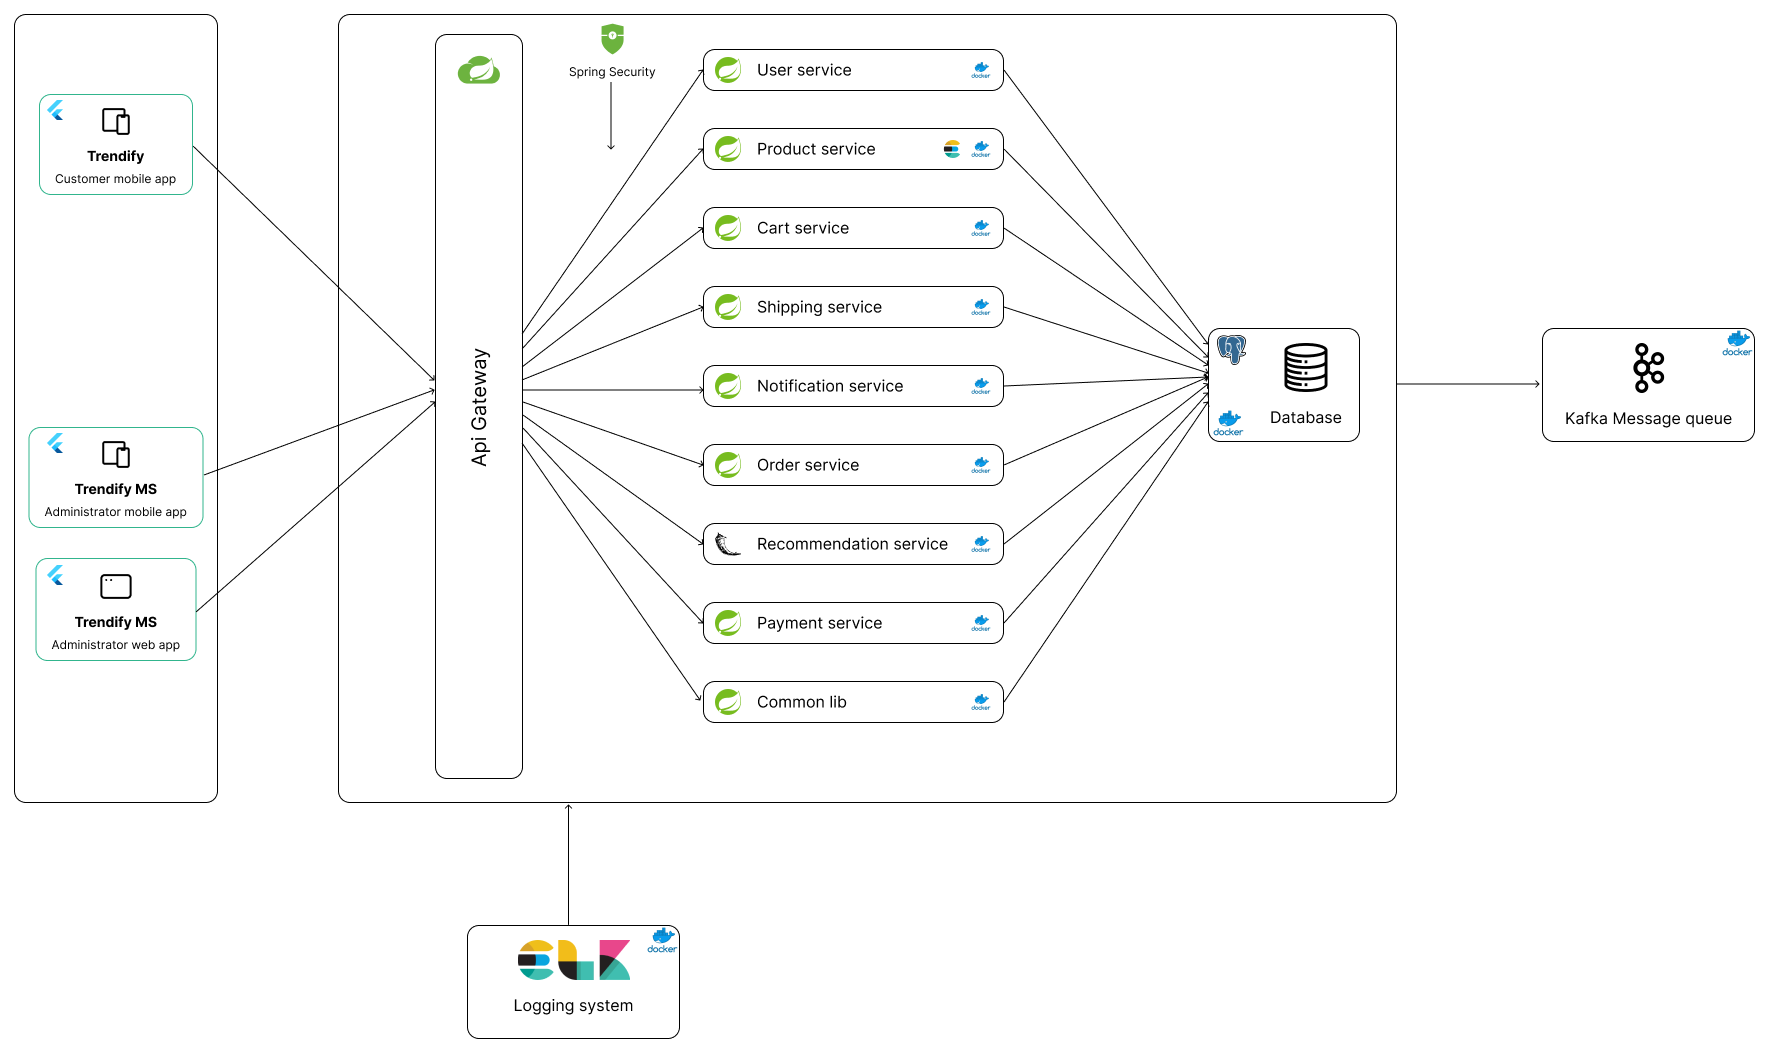 Trendify
Customer mobile app
Trendify MS
Administrator mobile app
Trendify MS
Administrator web app
Api Gateway
Spring Security
User service
docker
Product service
docker
Cart service
docker
Shipping service
docker
Notification service
docker
Order service
docker
Recommendation service
docker
Payment service
docker
Common lib
docker
Database
docker
docker
Kafka Message queue
docker
Logging system